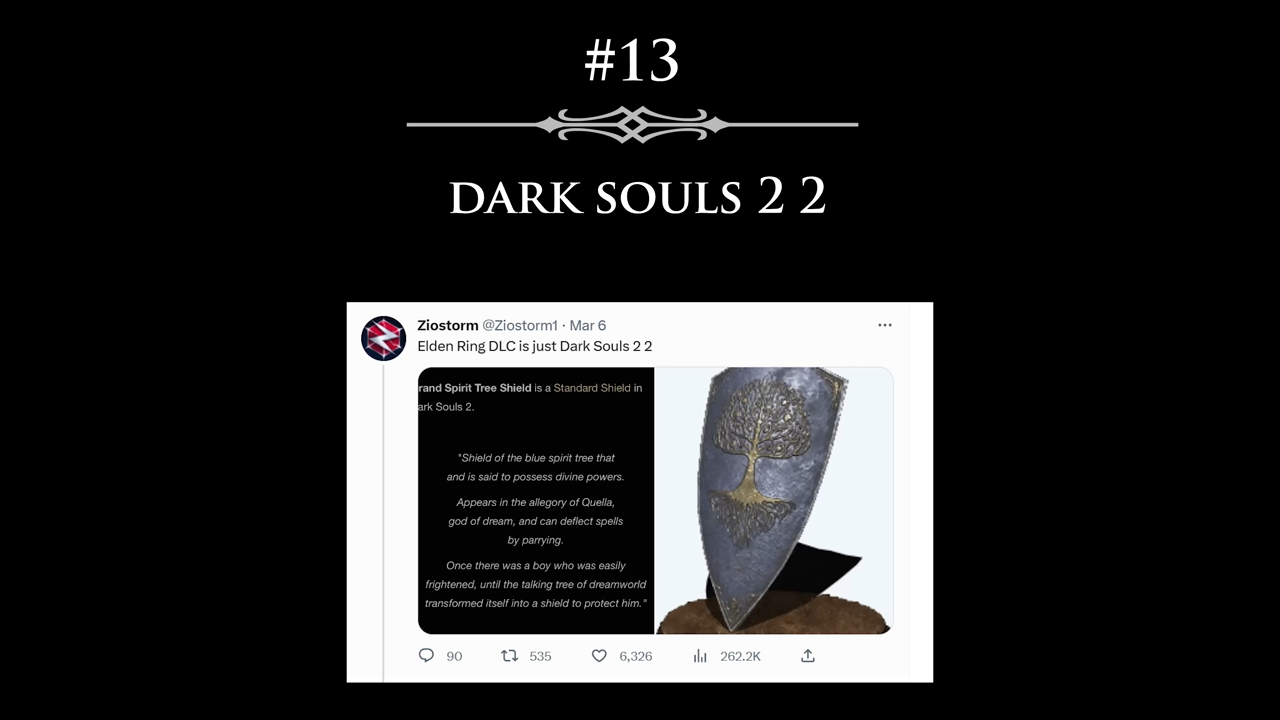 #13
DARK SOULS 2 2
Ziostorm @Ziostorm1 · Mar 6
Elden Ring DLC is just Dark Souls 2 2
rand Spirit Tree Shield is a Standard Shield in
ark Souls 2.
"Shield of the blue spirit tree that
and is said to possess divine powers.
Appears in the allegory of Quella,
god of dream, and can deflect spells
by parrying.
Once there was a boy who was easily
frightened, until the talking tree of dreamworld
transformed itself into a shield to protect him."
90 535 6,326 262.2K